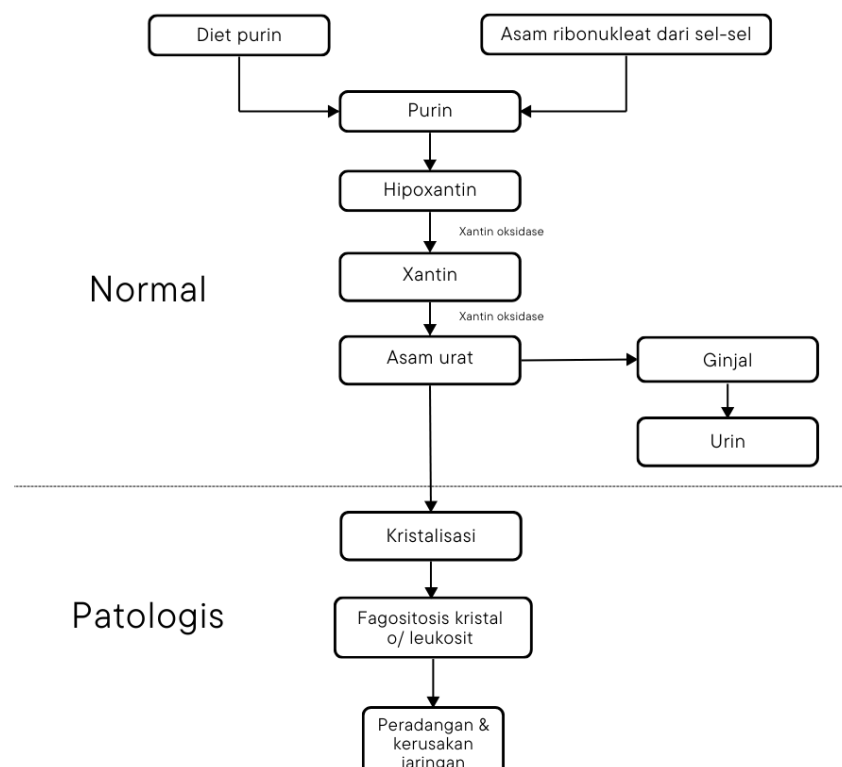 Diet purin
Asam ribonukleat dari sel-sel
Purin
Hipoxantin
Xantin oksidase
Xantin
Xantin oksidase
Asam urat
Ginjal
Urin
Normal
Kristalisasi
Fagositosis kristal
o/ leukosit
Patologis
Peradangan &
kerusakan
jaringan